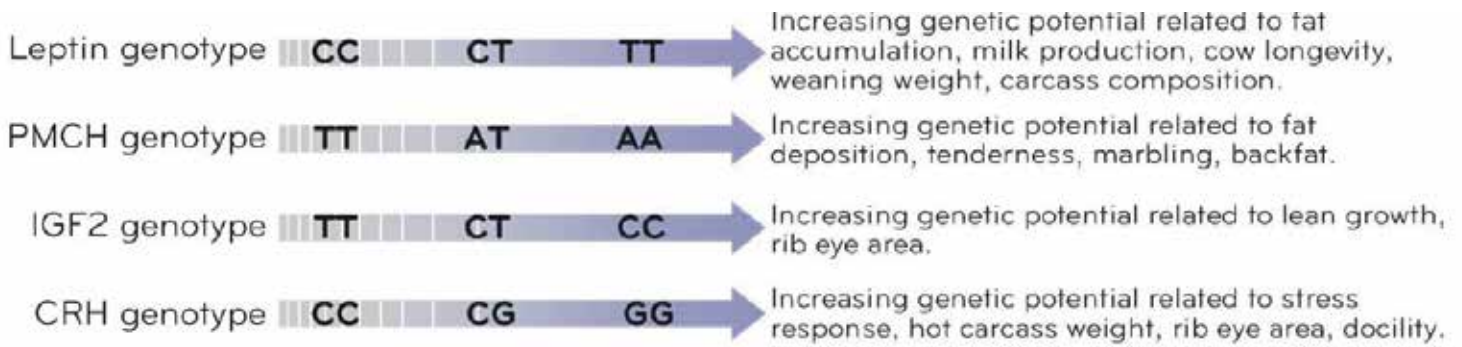 Leptin genotype CC CT TT Increasing genetic potential related to fat
accumulation, milk production, cow longevity,
weaning weight, carcass composition.
PMCH genotype TT AT AA Increasing genetic potential related to fat
deposition, tenderness, marbling, backfat.
IGF2 genotype TT CT CC Increasing genetic potential related to lean growth,
rib eye area.
CRH genotype CC CG GG Increasing genetic potential related to stress
response, hot carcass weight, rib eye area, docility.